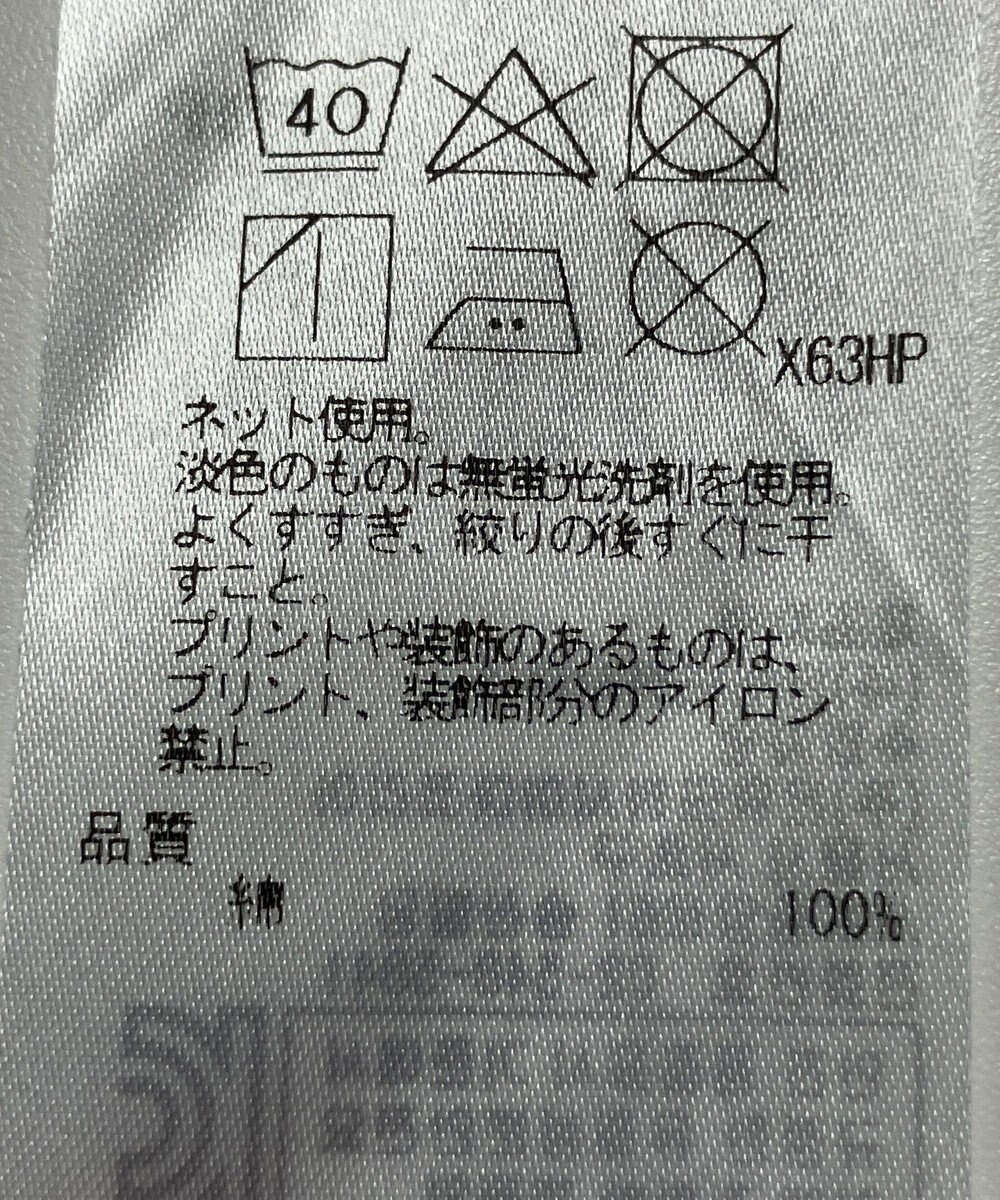 40
X63HP
ネット使用。
淡色のものは無蛍光洗剤を使用。
よくすすぎ、絞りの後すぐに干
すこと。
プリントや装飾のあるものは、
プリント、装飾部分のアイロン
禁止。
品質
綿 100%